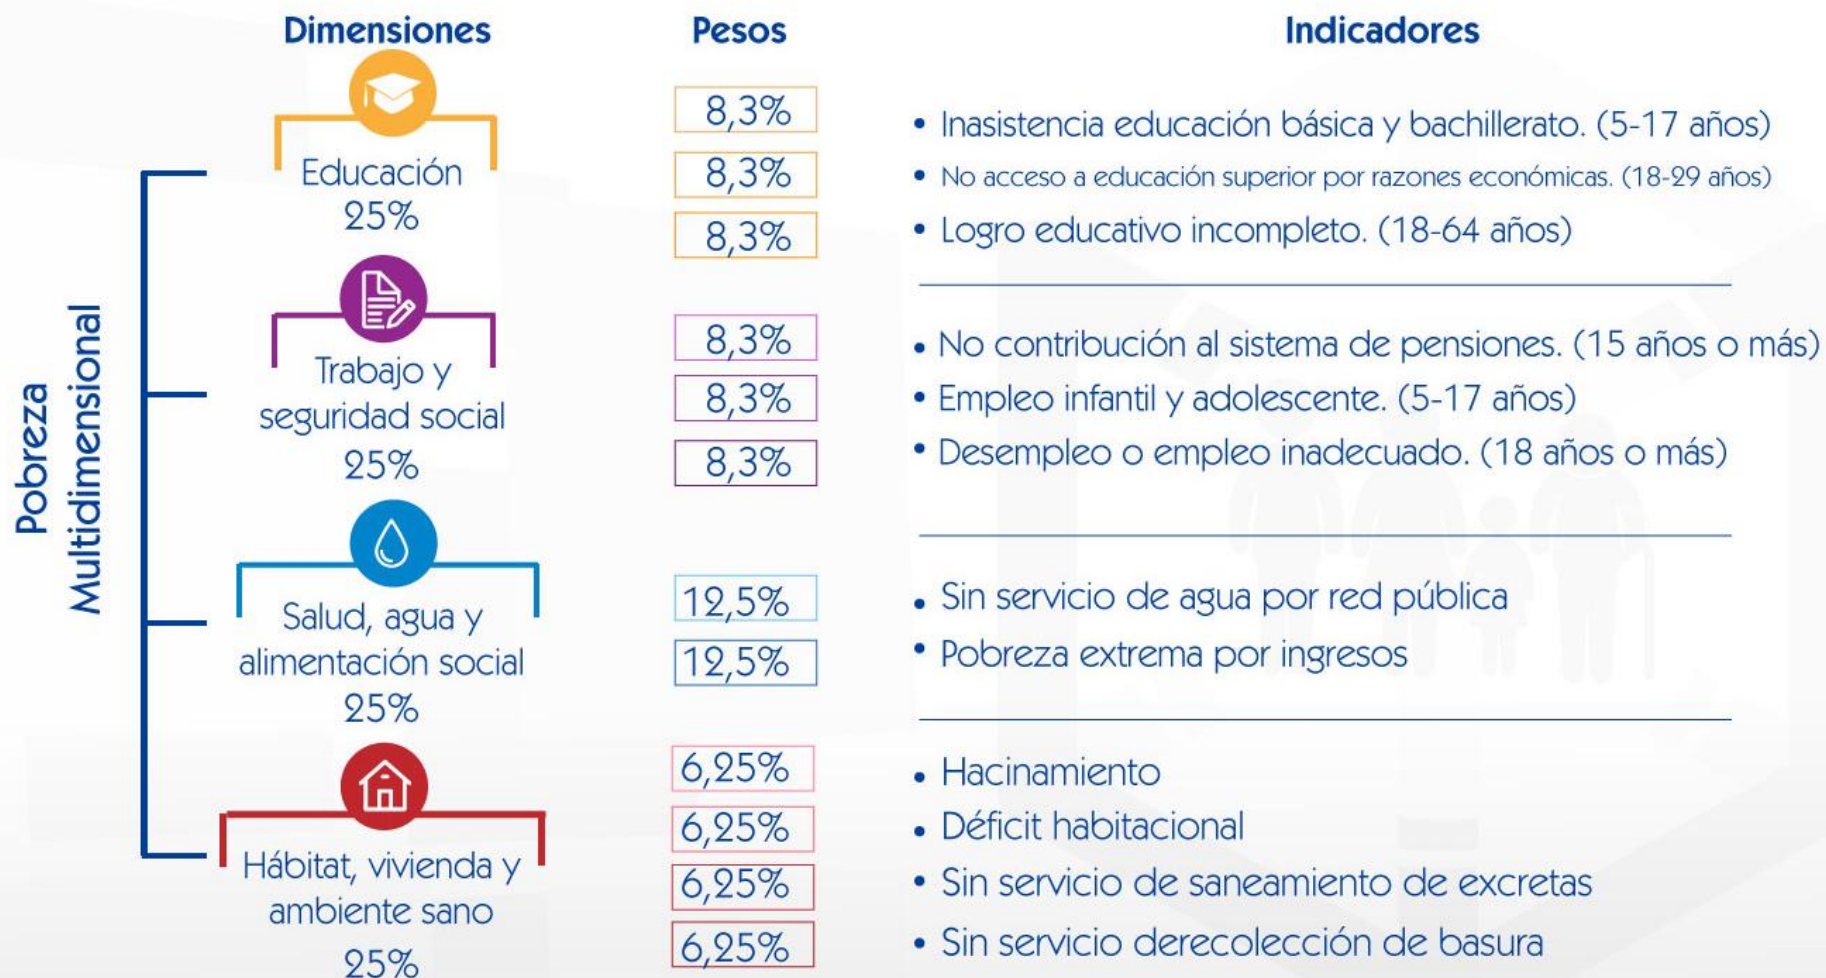 Dimensiones
Pesos
Indicadores
Pobreza
Multidimensional
Educación
25%
8,3%
8,3%
8,3%
• Inasistencia educación básica y bachillerato. (5-17 años)
• No acceso a educación superior por razones económicas. (18-29 años)
• Logro educativo incompleto. (18-64 años)
Trabajo y
seguridad social
25%
8,3%
8,3%
8,3%
• No contribución al sistema de pensiones. (15 años o más)
• Empleo infantil y adolescente. (5-17 años)
• Desempleo o empleo inadecuado. (18 años o más)
Salud, agua y
alimentación social
25%
12,5%
12,5%
• Sin servicio de agua por red pública
• Pobreza extrema por ingresos
Hábitat, vivienda y
ambiente sano
25%
6,25%
6,25%
6,25%
6,25%
• Hacinamiento
• Déficit habitacional
• Sin servicio de saneamiento de excretas
• Sin servicio derecolección de basura